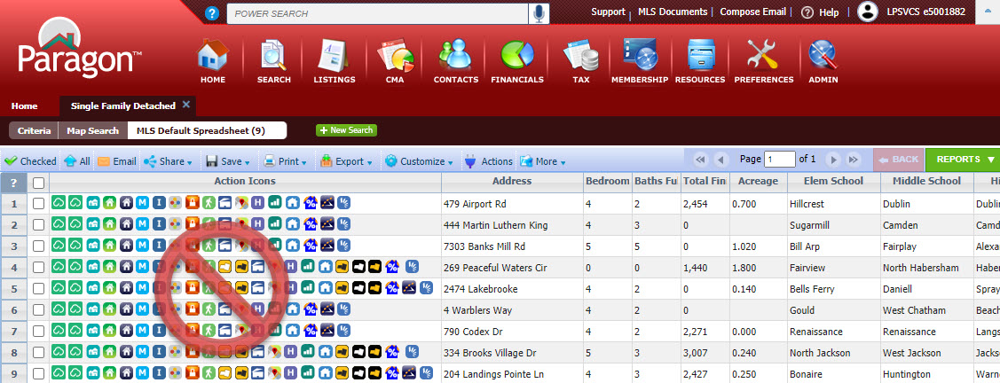 POWER SEARCH
Support MLS Documents Compose Email Help LPSVCS e5001882
Paragon™
HOME SEARCH LISTINGS CMA CONTACTS FINANCIALS TAX MEMBERSHIP RESOURCES PREFERENCES ADMIN
Home Single Family Detached
Criteria Map Search MLS Default Spreadsheet (9) + New Search
Checked All Email Share Save Print Export Customize Actions More Page 1 of 1 BACK REPORTS
? Action Icons Address Bedroom Baths Fu Total Fin Acreage Elem School Middle School Hi
1 479 Airport Rd 4 2 2,454 0.700 Hillcrest Dublin Dublin
2 444 Martin Luthern King 4 3 0 Sugarmill Camden Camd
3 7303 Banks Mill Rd 5 5 0 1.020 Bill Arp Fairplay Alexa
4 269 Peaceful Waters Cir 0 0 1,440 1.800 Fairview North Habersham Haber
5 2474 Lakebrooke 4 2 0 0.140 Bells Ferry Daniell Spray
6 4 Warblers Way 4 2 0 Gould West Chatham Beach
7 790 Codex Dr 4 2 2,271 0.000 Renaissance Renaissance Langs
8 334 Brooks Village Dr 5 3 3,007 0.240 North Jackson West Jackson Jacks
9 204 Landings Pointe Ln 4 3 2,427 0.250 Bonaire Huntington Warne